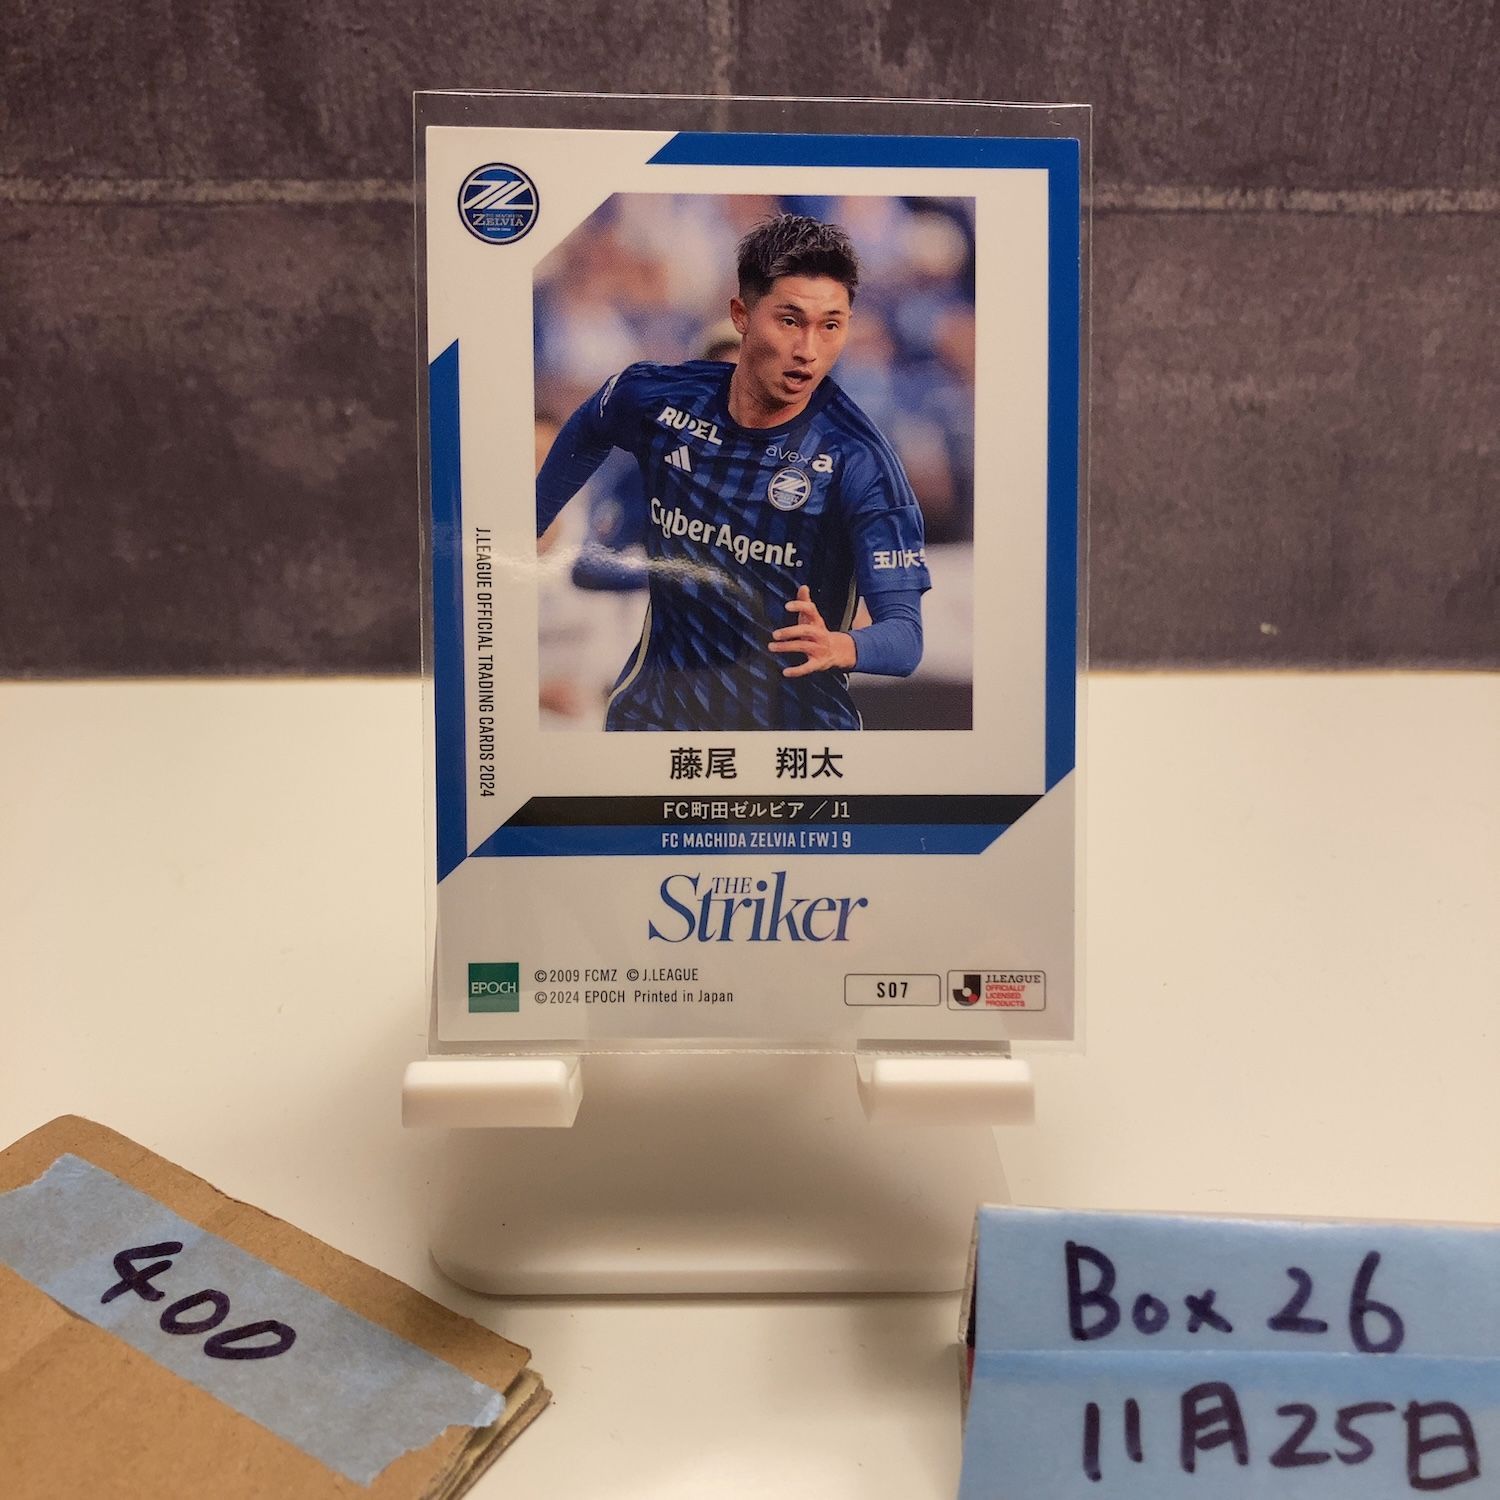 FC MACHIDA
ZELVIA
RUDEL
avex a
CyberAgent.
玉川大学
J.LEAGUE OFFICIAL TRADING CARDS 2024
藤尾 翔太
FC町田ゼルビア／J1
FC MACHIDA ZELVIA [FW] 9
THE
Striker
EPOCH
©2009 FCMZ ©J.LEAGUE
©2024 EPOCH Printed in Japan
S07
J.LEAGUE
OFFICIALLY
LICENSED
PRODUCTS
400
Box 26
11月25日